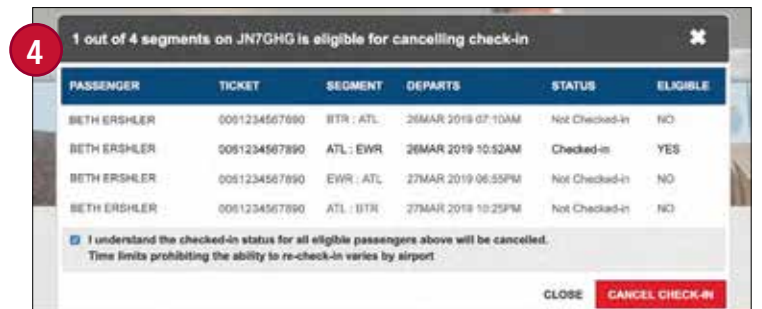 4
1 out of 4 segments on JN7GHG is eligible for cancelling check-in
PASSENGER TICKET SEGMENT DEPARTS STATUS ELIGIBLE
BETH ERSHLER 0061234567890 BTR : ATL 26MAR 2019 07:10AM Not Checked-in NO
BETH ERSHLER 0061234567890 ATL : EWR 26MAR 2019 10:52AM Checked-in YES
BETH ERSHLER 0061234567890 EWR : ATL 27MAR 2019 06:55PM Not Checked-in NO
BETH ERSHLER 0061234567890 ATL : BTR 27MAR 2019 10:25PM Not Checked-in NO
I understand the checked-in status for all eligible passengers above will be cancelled.
Time limits prohibiting the ability to re-check-in varies by airport
CLOSE CANCEL CHECK-IN